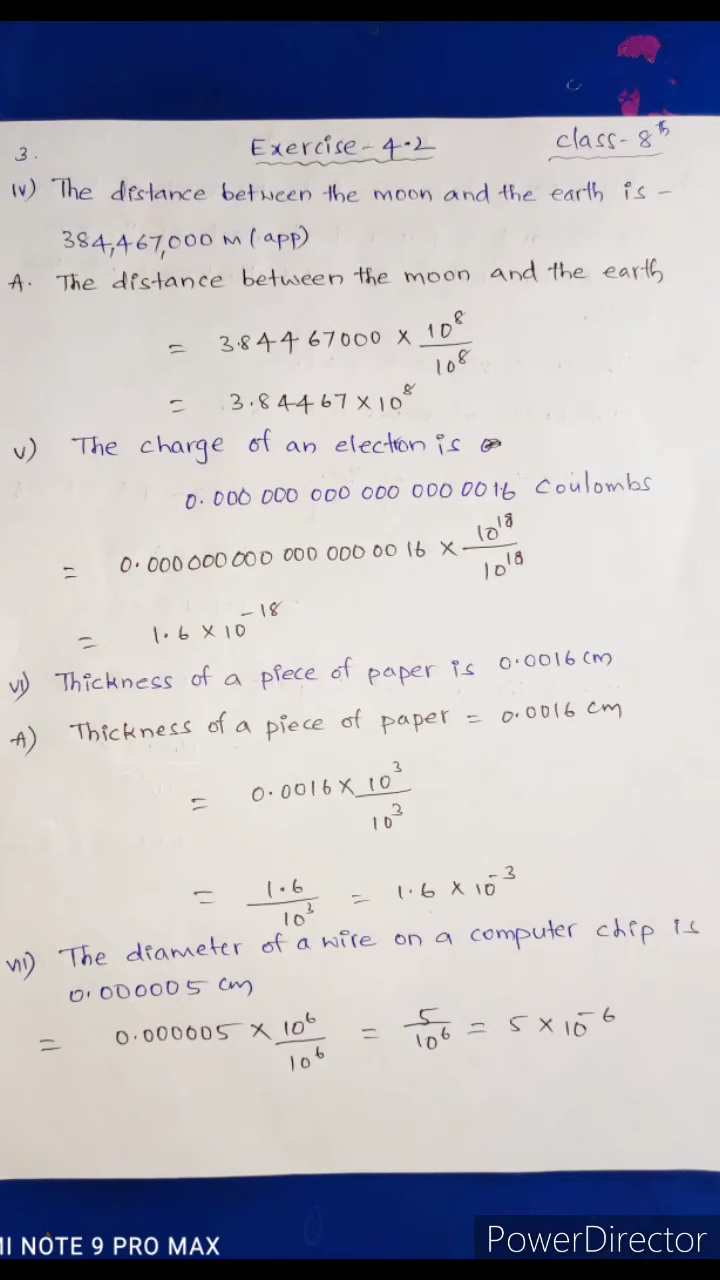 3. Exercise-4.2 class-8th
iv) The distance between the moon and the earth is -
384,467,000 m (app)
A. The distance between the moon and the earth
= 3.844 67000 × 10^8/10^8
= 3.84467 × 10^8
v) The charge of an electron is
0.000 000 000 000 000 0016 Coulombs
= 0.000000000 000 000 00 16 × 10^18/10^18
= 1.6 × 10^-18
vi) Thickness of a piece of paper is 0.0016 cm
A) Thickness of a piece of paper = 0.0016 cm
= 0.0016 × 10^3/10^3
= 1.6/10^3 = 1.6 × 10^-3
vii) The diameter of a wire on a computer chip is
0.000005 cm
= 0.000005 × 10^6/10^6 = 5/10^6 = 5 × 10^-6
MI NOTE 9 PRO MAX
PowerDirector